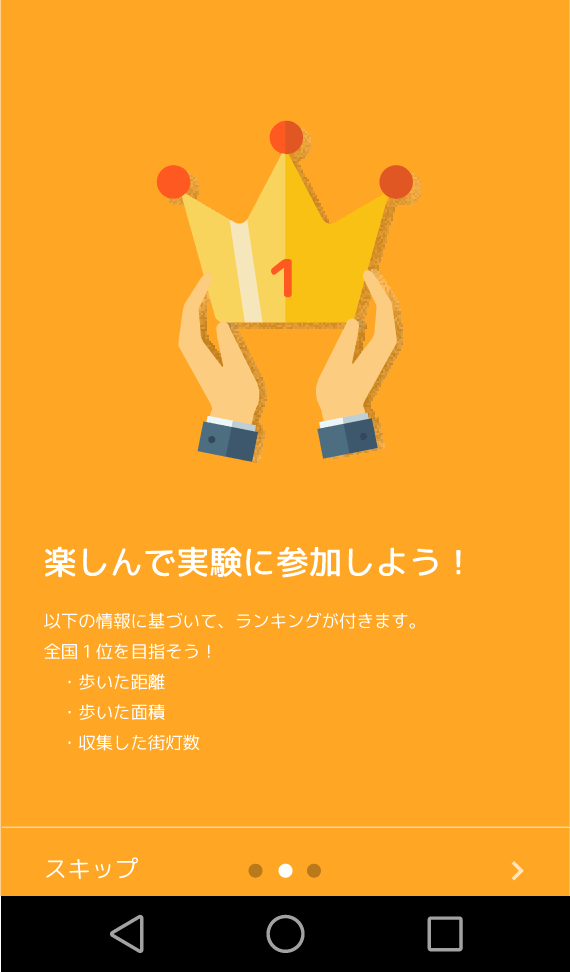 1
楽しんで実験に参加しよう！
以下の情報に基づいて、ランキングが付きます。
全国１位を目指そう！
・歩いた距離
・歩いた面積
・収集した街灯数
スキップ